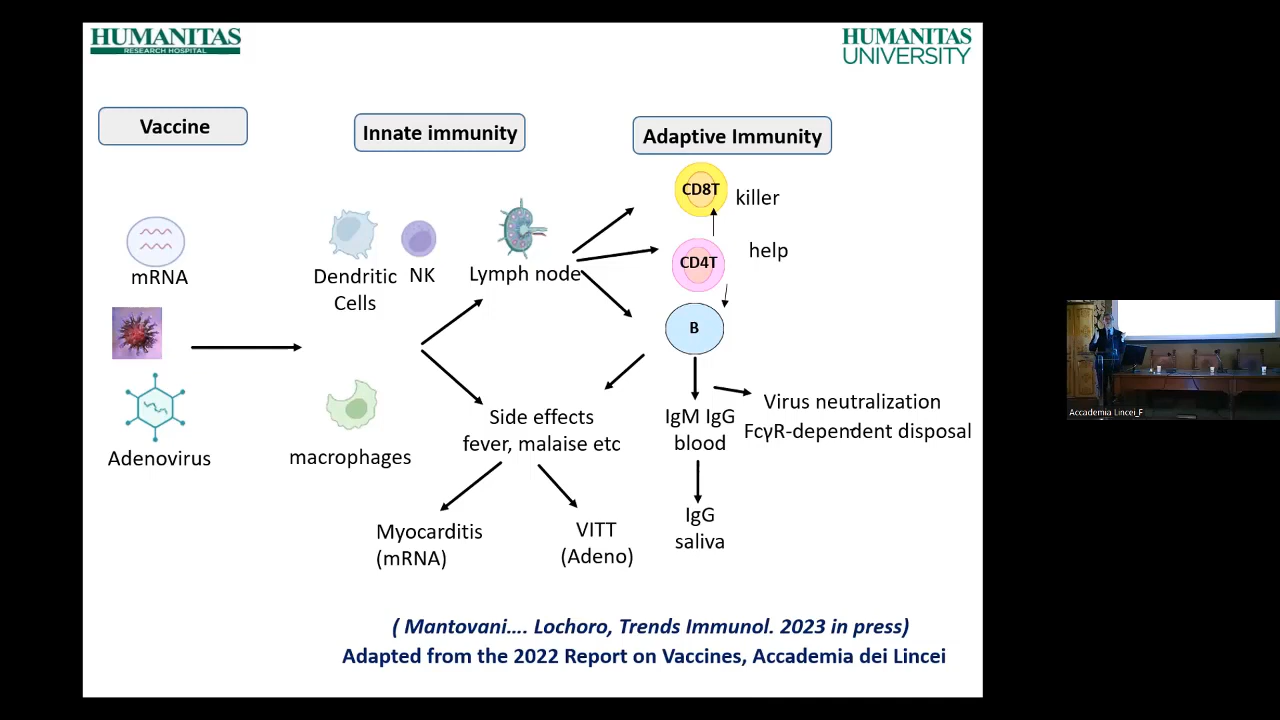 HUMANITAS
RESEARCH HOSPITAL
HUMANITAS
UNIVERSITY
Vaccine
Innate immunity
Adaptive Immunity
CD8T
killer
mRNA
Dendritic
Cells
NK
Lymph node
CD4T
help
B
Adenovirus
macrophages
Side effects
fever, malaise etc
IgM IgG
blood
Virus neutralization
FcγR-dependent disposal
Myocarditis
(mRNA)
VITT
(Adeno)
IgG
saliva
( Mantovani.... Lochoro, Trends Immunol. 2023 in press)
Adapted from the 2022 Report on Vaccines, Accademia dei Lincei
Accademia Lincei_F